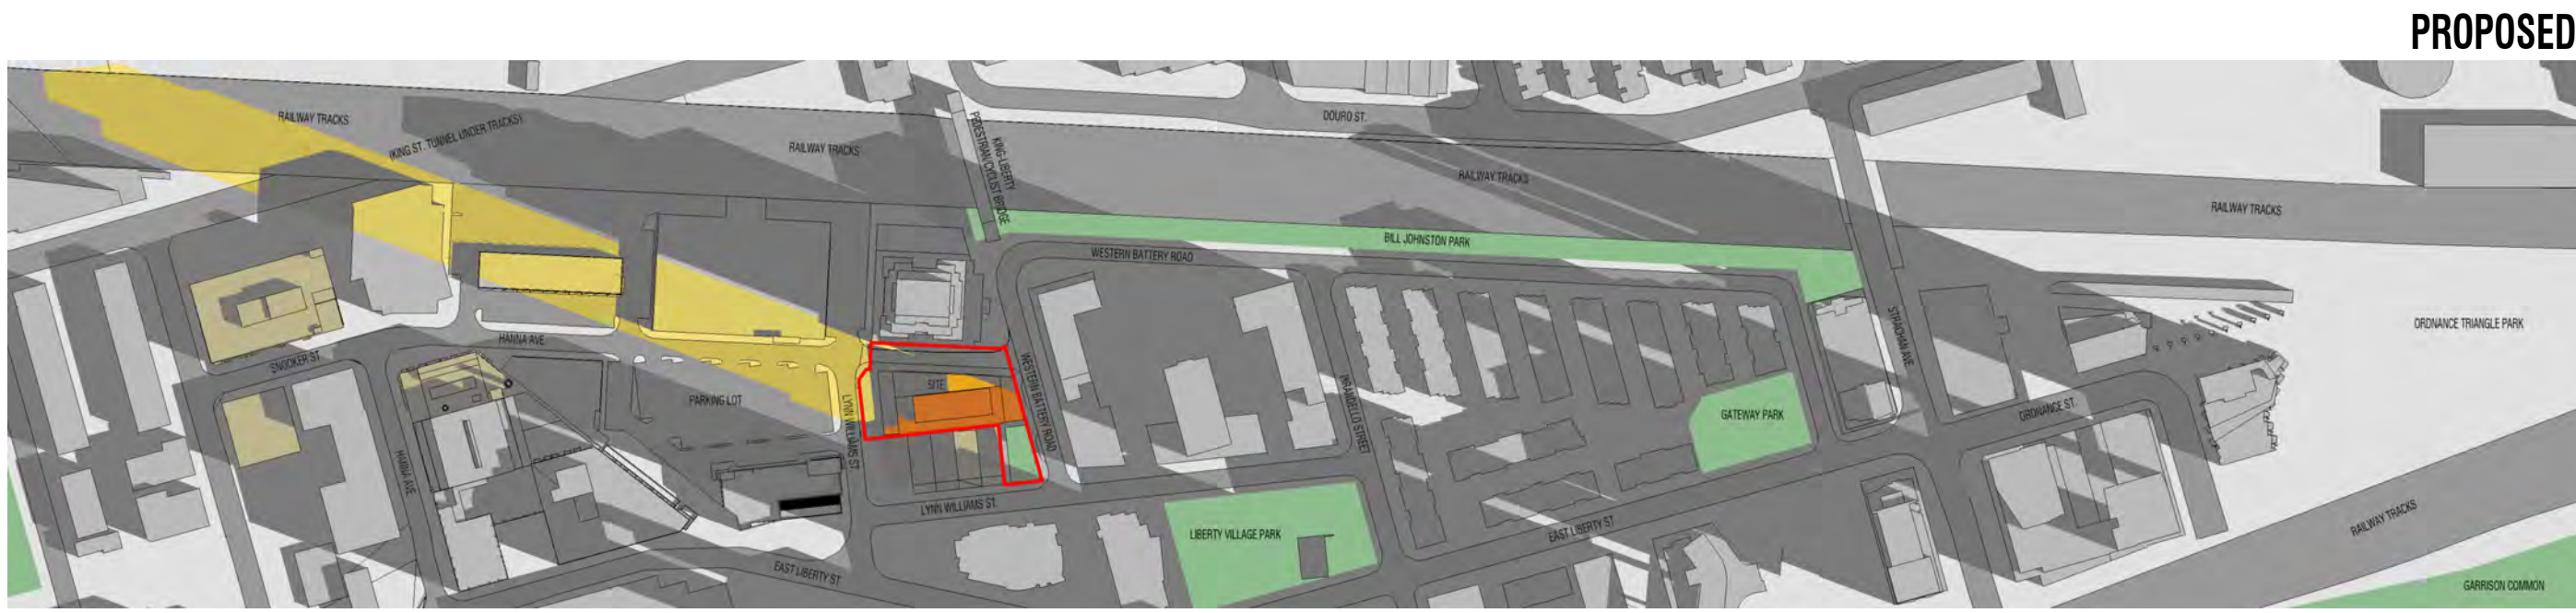 PROPOSED
RAILWAY TRACKS
(KING ST. TUNNEL UNDER TRACKS)
RAILWAY TRACKS
KING-LIBERTY
PEDESTRIAN/CYCLIST BRIDGE
DOURO ST.
RAILWAY TRACKS
RAILWAY TRACKS
BILL JOHNSTON PARK
WESTERN BATTERY ROAD
STRACHAN AVE
ORDNANCE TRIANGLE PARK
SNOOKER ST
HANNA AVE
HANNA AVE
PARKING LOT
LYNN WILLIAMS ST.
SITE
WESTERN BATTERY ROAD
PIRANDELLO STREET
GATEWAY PARK
ORDNANCE ST.
LYNN WILLIAMS ST.
LIBERTY VILLAGE PARK
EAST LIBERTY ST
EAST LIBERTY ST
RAILWAY TRACKS
GARRISON COMMON